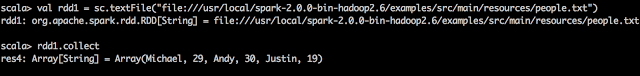 scala> val rdd1 = sc.textFile("file:///usr/local/spark-2.0.0-bin-hadoop2.6/examples/src/main/resources/people.txt")
rdd1: org.apache.spark.rdd.RDD[String] = file:///usr/local/spark-2.0.0-bin-hadoop2.6/examples/src/main/resources/people.txt
scala> rdd1.collect
res4: Array[String] = Array(Michael, 29, Andy, 30, Justin, 19)